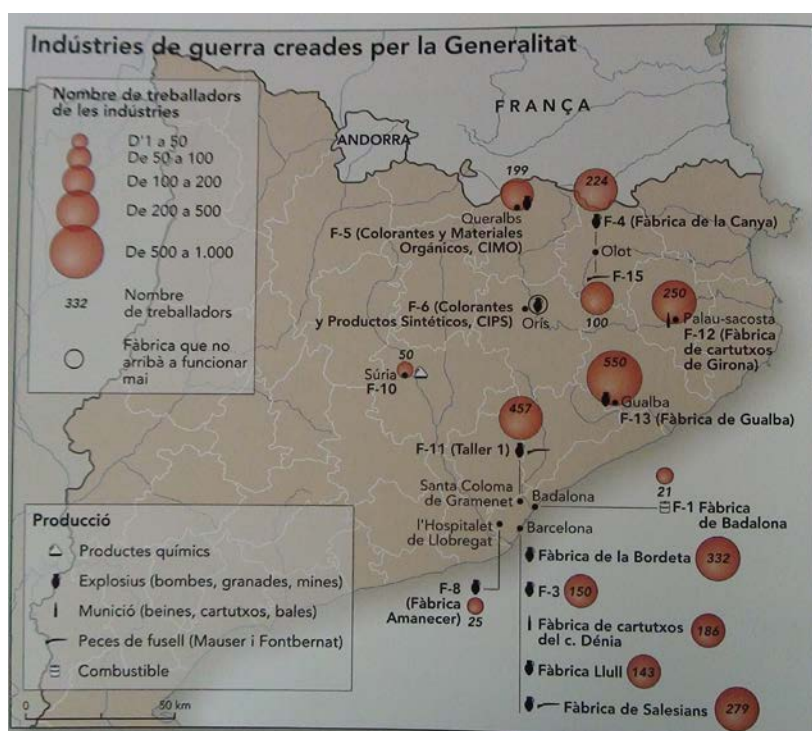 Indústries de guerra creades per la Generalitat
Nombre de treballadors
de les indústries
D'1 a 50
De 50 a 100
De 100 a 200
De 200 a 500
De 500 a 1.000
332
Nombre
de treballadors
Fàbrica que no
arribà a funcionar
mai
FRANÇA
ANDORRA
199
Queralbs
F-5 (Colorantes y Materiales
Orgánicos, CIMO)
224
F-4 (Fàbrica de la Canya)
Olot
F-15
100
F-6 (Colorantes
y Productos Sintéticos, CIPS)
Orís
250
Palau-sacosta
F-12 (Fàbrica
de cartutxos
de Girona)
50
Súria
F-10
550
Gualba
F-13 (Fàbrica de Gualba)
457
F-11 (Taller 1)
Santa Coloma
de Gramenet
Badalona
21
F-1 Fàbrica
de Badalona
l'Hospitalet
de Llobregat
Barcelona
F-8
(Fàbrica
Amanecer)
25
Fàbrica de la Bordeta
332
F-3
150
Fàbrica de cartutxos
del c. Dénia
186
Fàbrica Llull
143
Fàbrica de Salesians
279
Producció
Productes químics
Explosius (bombes, granades, mines)
Munició (beines, cartutxos, bales)
Peces de fusell (Mauser i Fontbernat)
Combustible
0
50 km